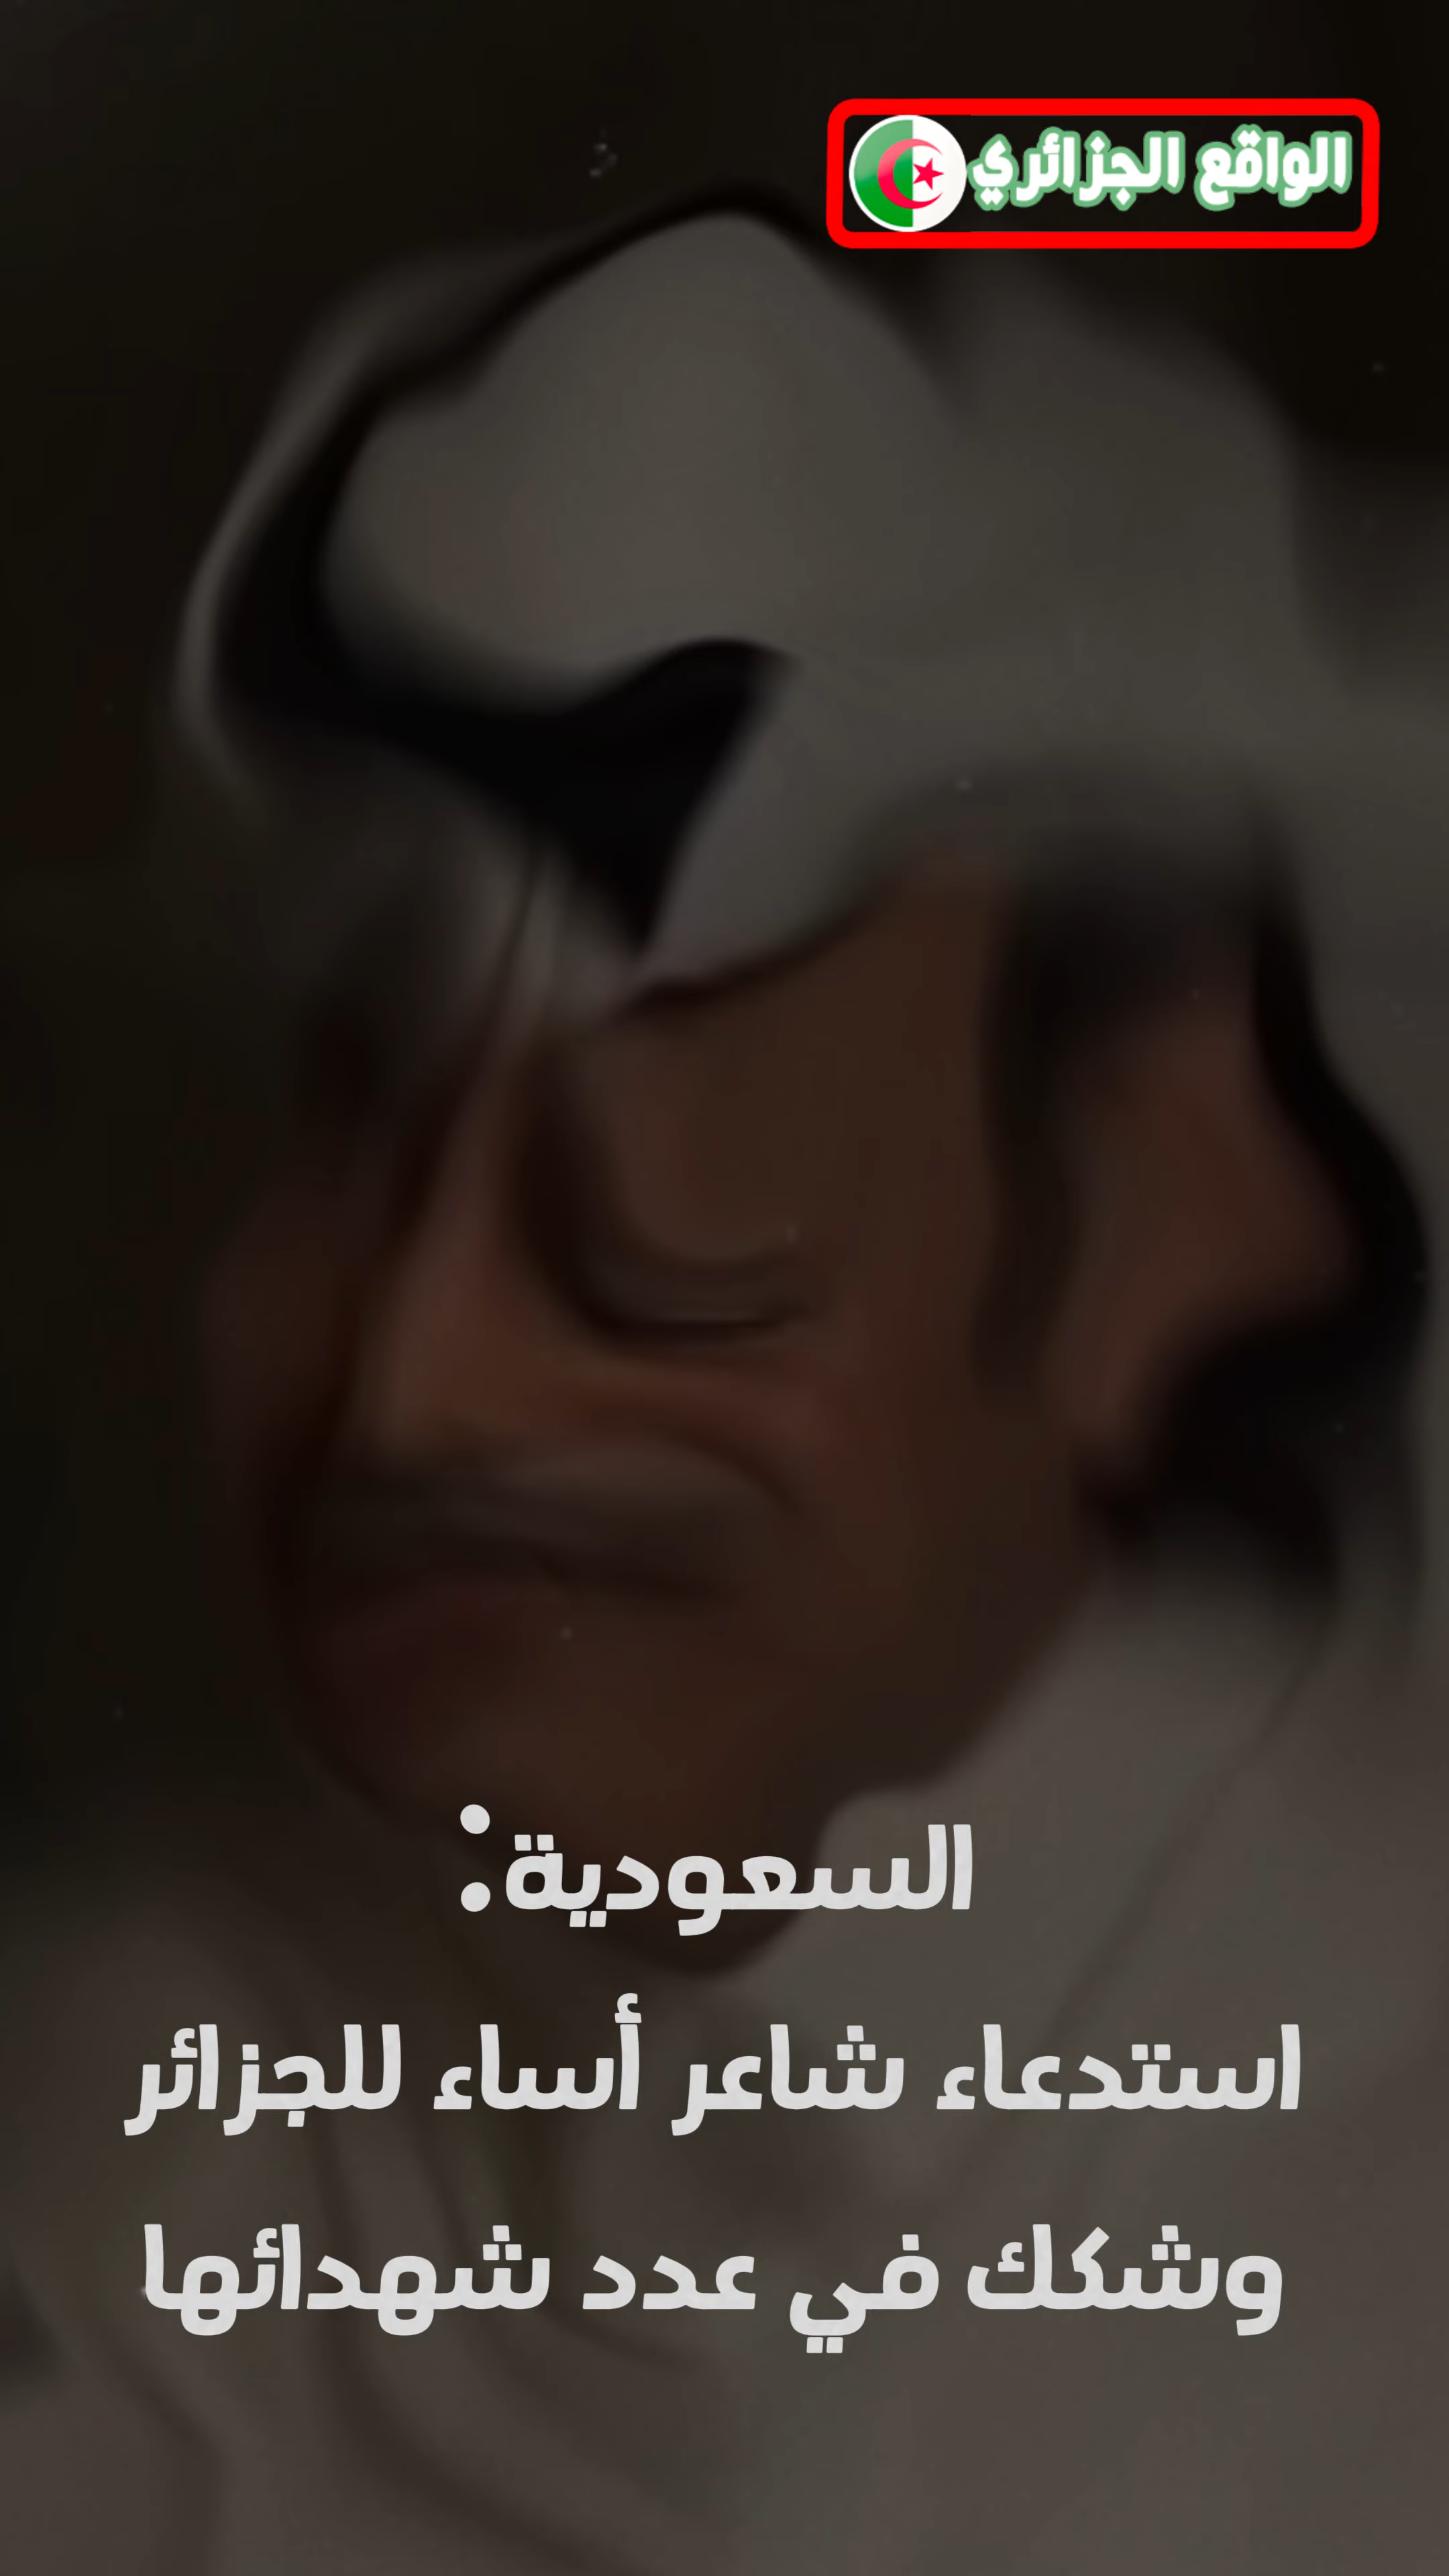 الواقع الجزائري
السعودية:
استدعاء شاعر أساء للجزائر
وشكك في عدد شهدائها